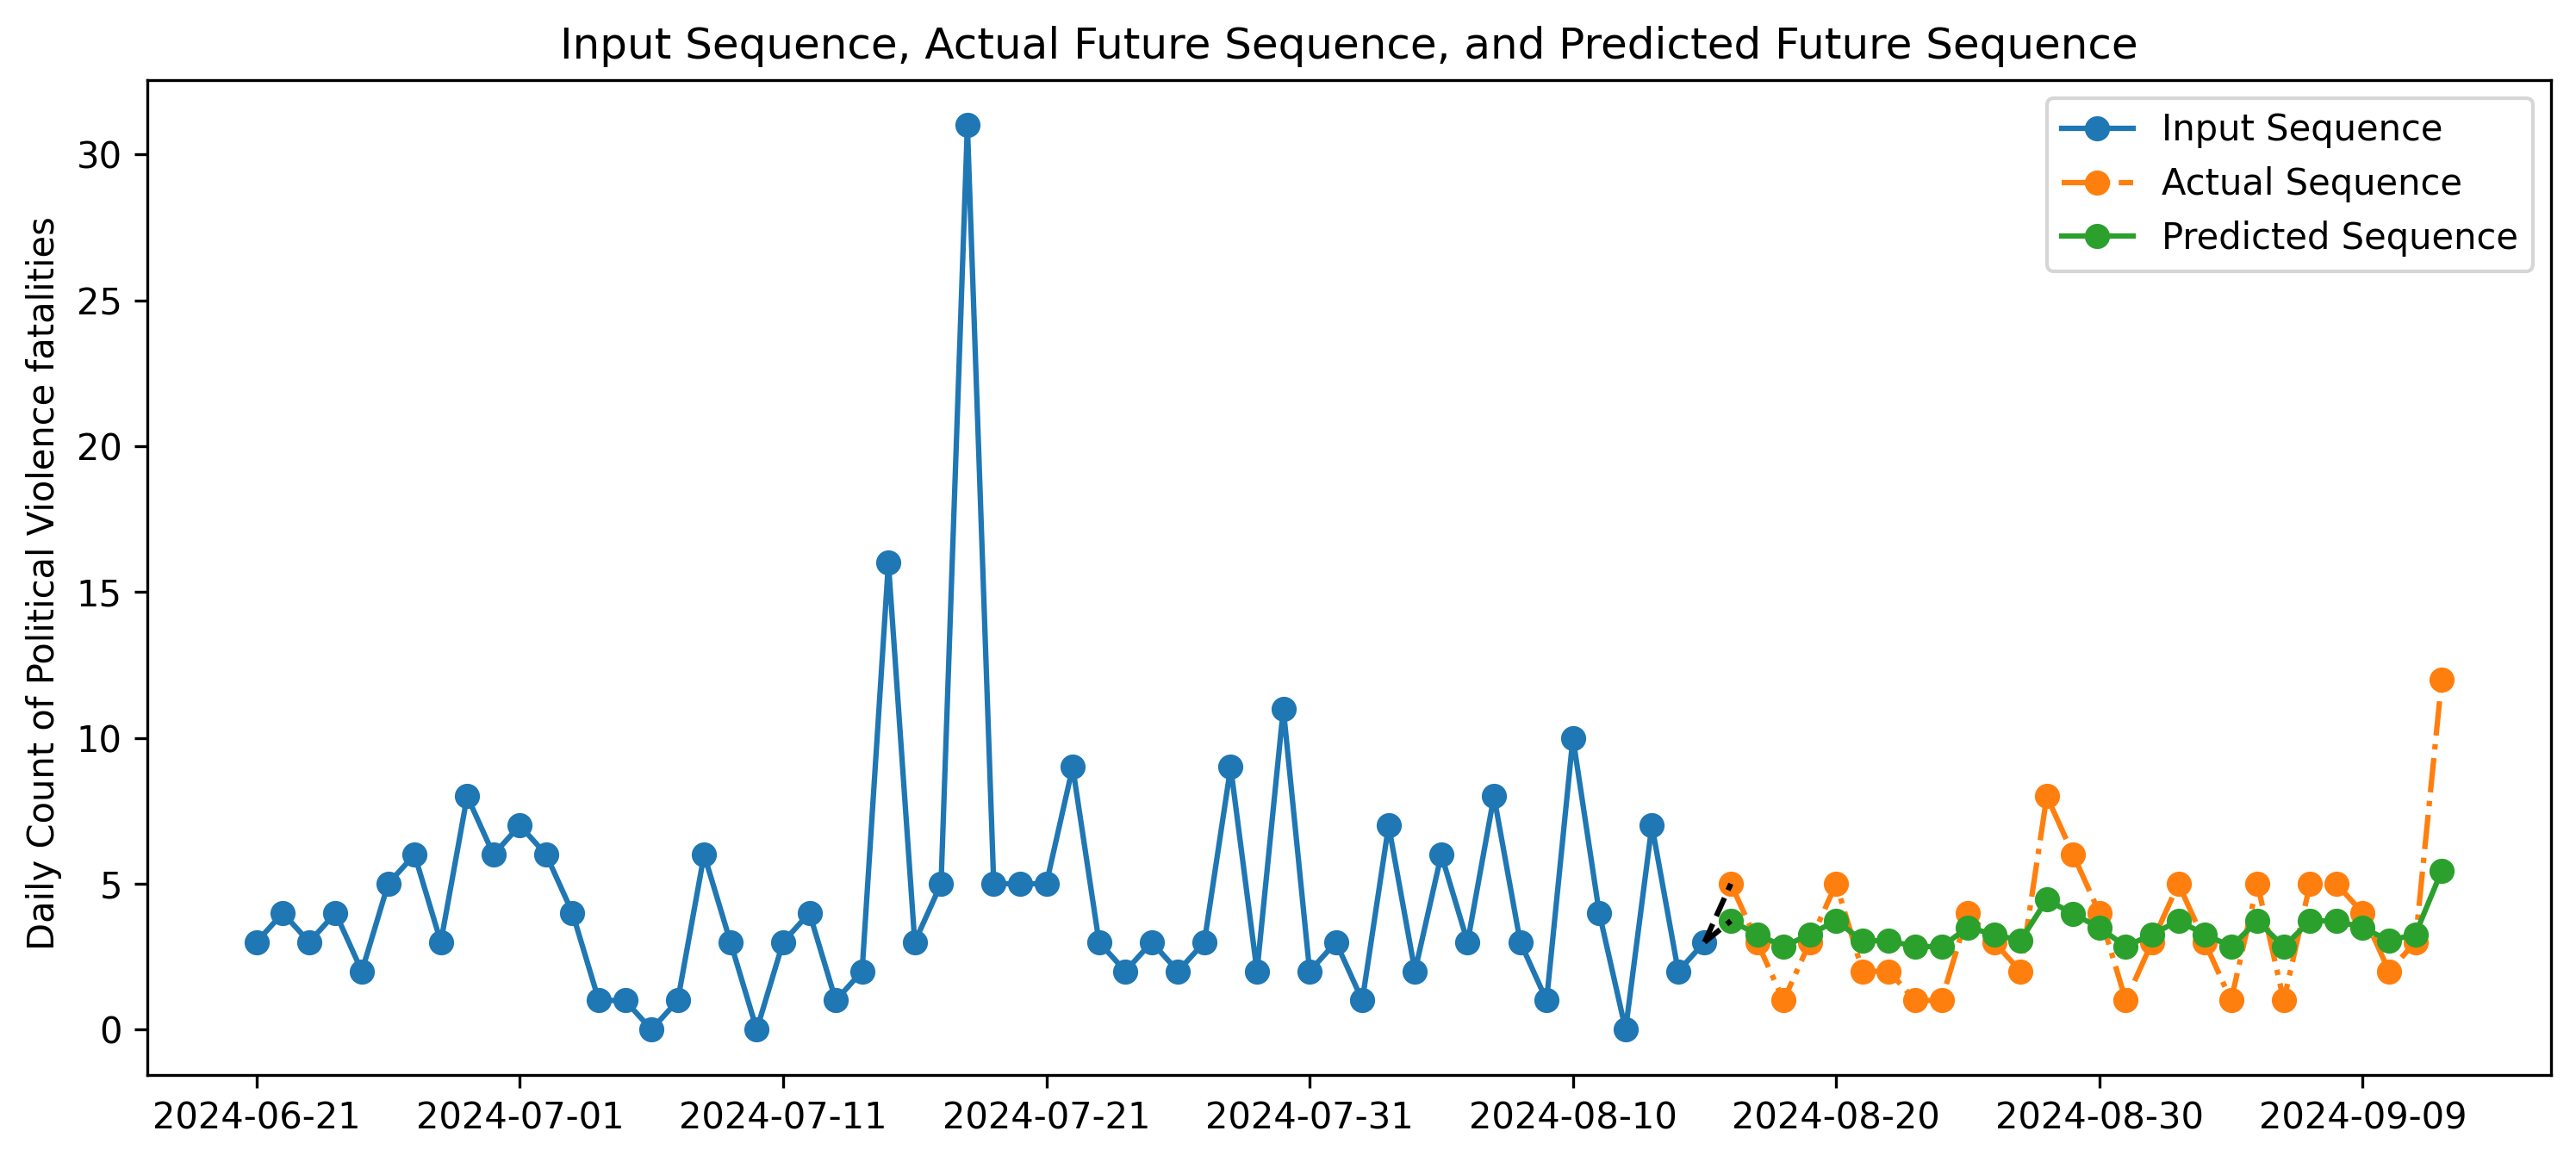 Input Sequence, Actual Future Sequence, and Predicted Future Sequence
Daily Count of Political Violence fatalities
30
25
20
15
10
5
0
Input Sequence
Actual Sequence
Predicted Sequence
2024-06-21 2024-07-01 2024-07-11 2024-07-21 2024-07-31 2024-08-10 2024-08-20 2024-08-30 2024-09-09